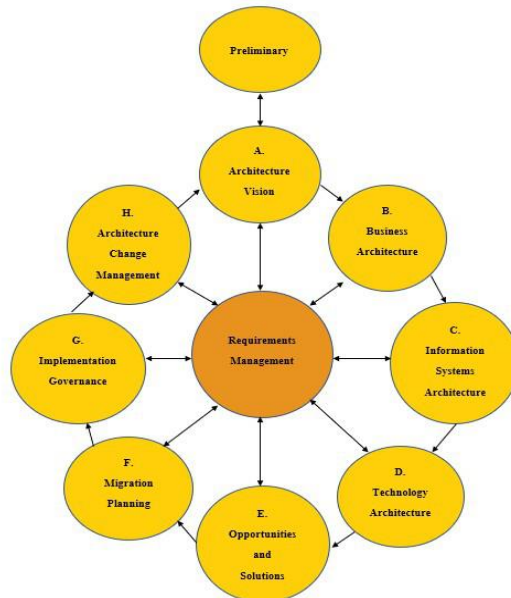 Preliminary
A.
Architecture
Vision
B.
Business
Architecture
C.
Information
Systems
Architecture
D.
Technology
Architecture
E.
Opportunities
and
Solutions
F.
Migration
Planning
G.
Implementation
Governance
H.
Architecture
Change
Management
Requirements
Management